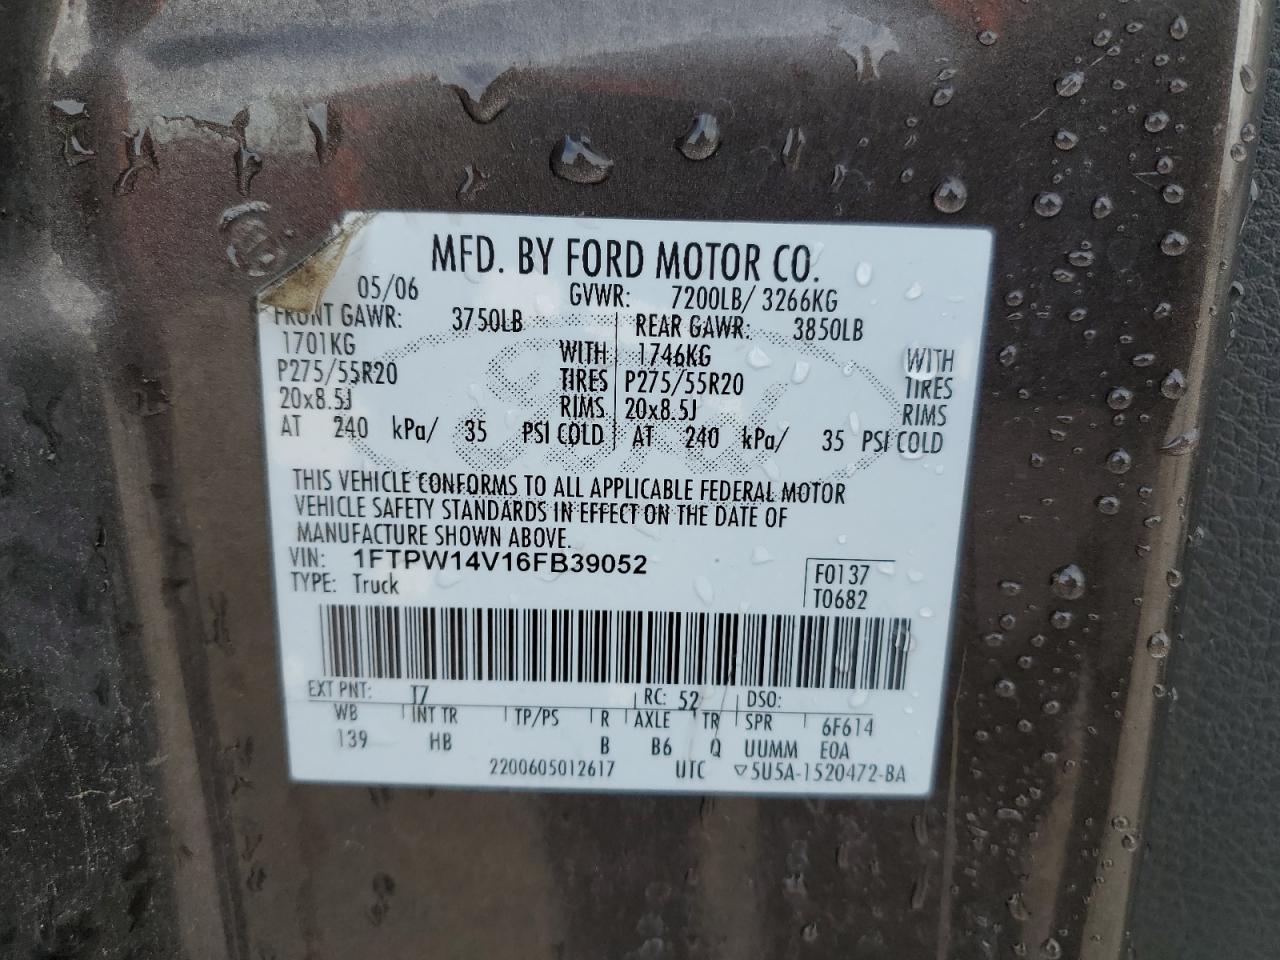 MFD. BY FORD MOTOR CO.
05/06 GVWR: 7200LB/ 3266KG
FRONT GAWR: 3750LB REAR GAWR: 3850LB
1701KG WITH 1746KG WITH
P275/55R20 TIRES P275/55R20 TIRES
20x8.5J RIMS 20x8.5J RIMS
AT 240 kPa/ 35 PSI COLD AT 240 kPa/ 35 PSI COLD
THIS VEHICLE CONFORMS TO ALL APPLICABLE FEDERAL MOTOR
VEHICLE SAFETY STANDARDS IN EFFECT ON THE DATE OF
MANUFACTURE SHOWN ABOVE.
VIN: 1FTPW14V16FB39052
TYPE: Truck
F0137
T0682
EXT PNT: T7 RC: 52 DSO:
WB INT TR TP/PS R AXLE TR SPR 6F614
139 HB B B6 Q UUMM E0A
2200605012617 UTC ▽5U5A-1520472-BA